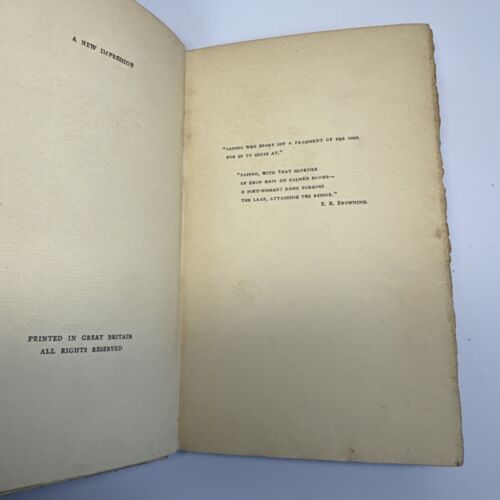 A NEW IMPRESSION
PRINTED IN GREAT BRITAIN
ALL RIGHTS RESERVED
"SAPPHO WHO BROKE OFF A FRAGMENT OF HER SOUL
FOR US TO GUESS AT."
"SAPPHO, WITH THAT GLORIOLE
OF EBON HAIR ON CALMED BROWS—
O POET-WOMAN! NONE FORGOES
THE LEAP, ATTAINING THE REPOSE."
E. B. BROWNING.